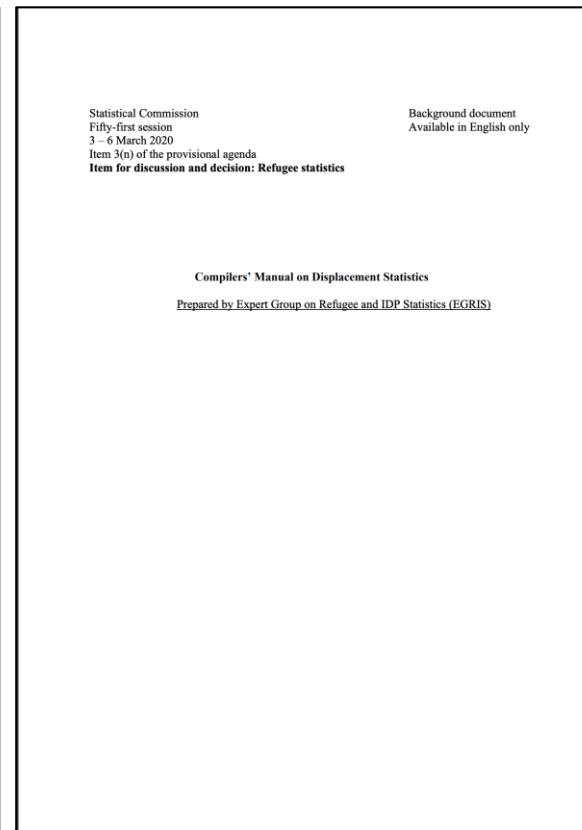 Statistical Commission
Fifty-first session
3 – 6 March 2020
Item 3(n) of the provisional agenda
Item for discussion and decision: Refugee statistics
Background document
Available in English only
Compilers’ Manual on Displacement Statistics
Prepared by Expert Group on Refugee and IDP Statistics (EGRIS)